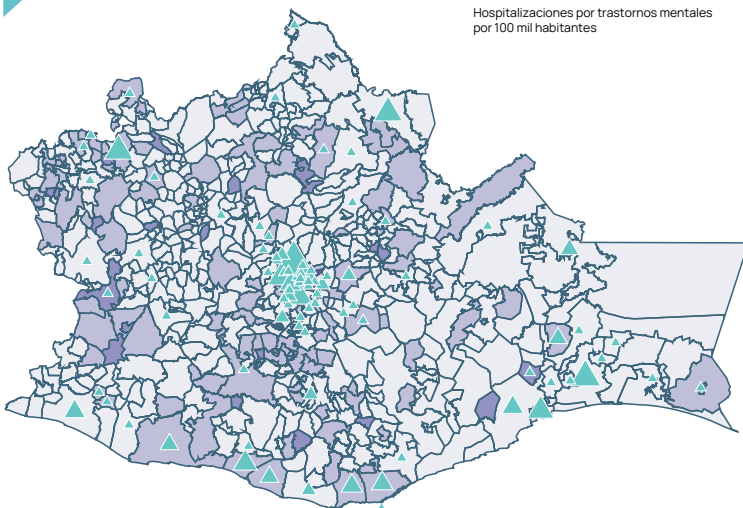 Hospitalizaciones por trastornos mentales
por 100 mil habitantes